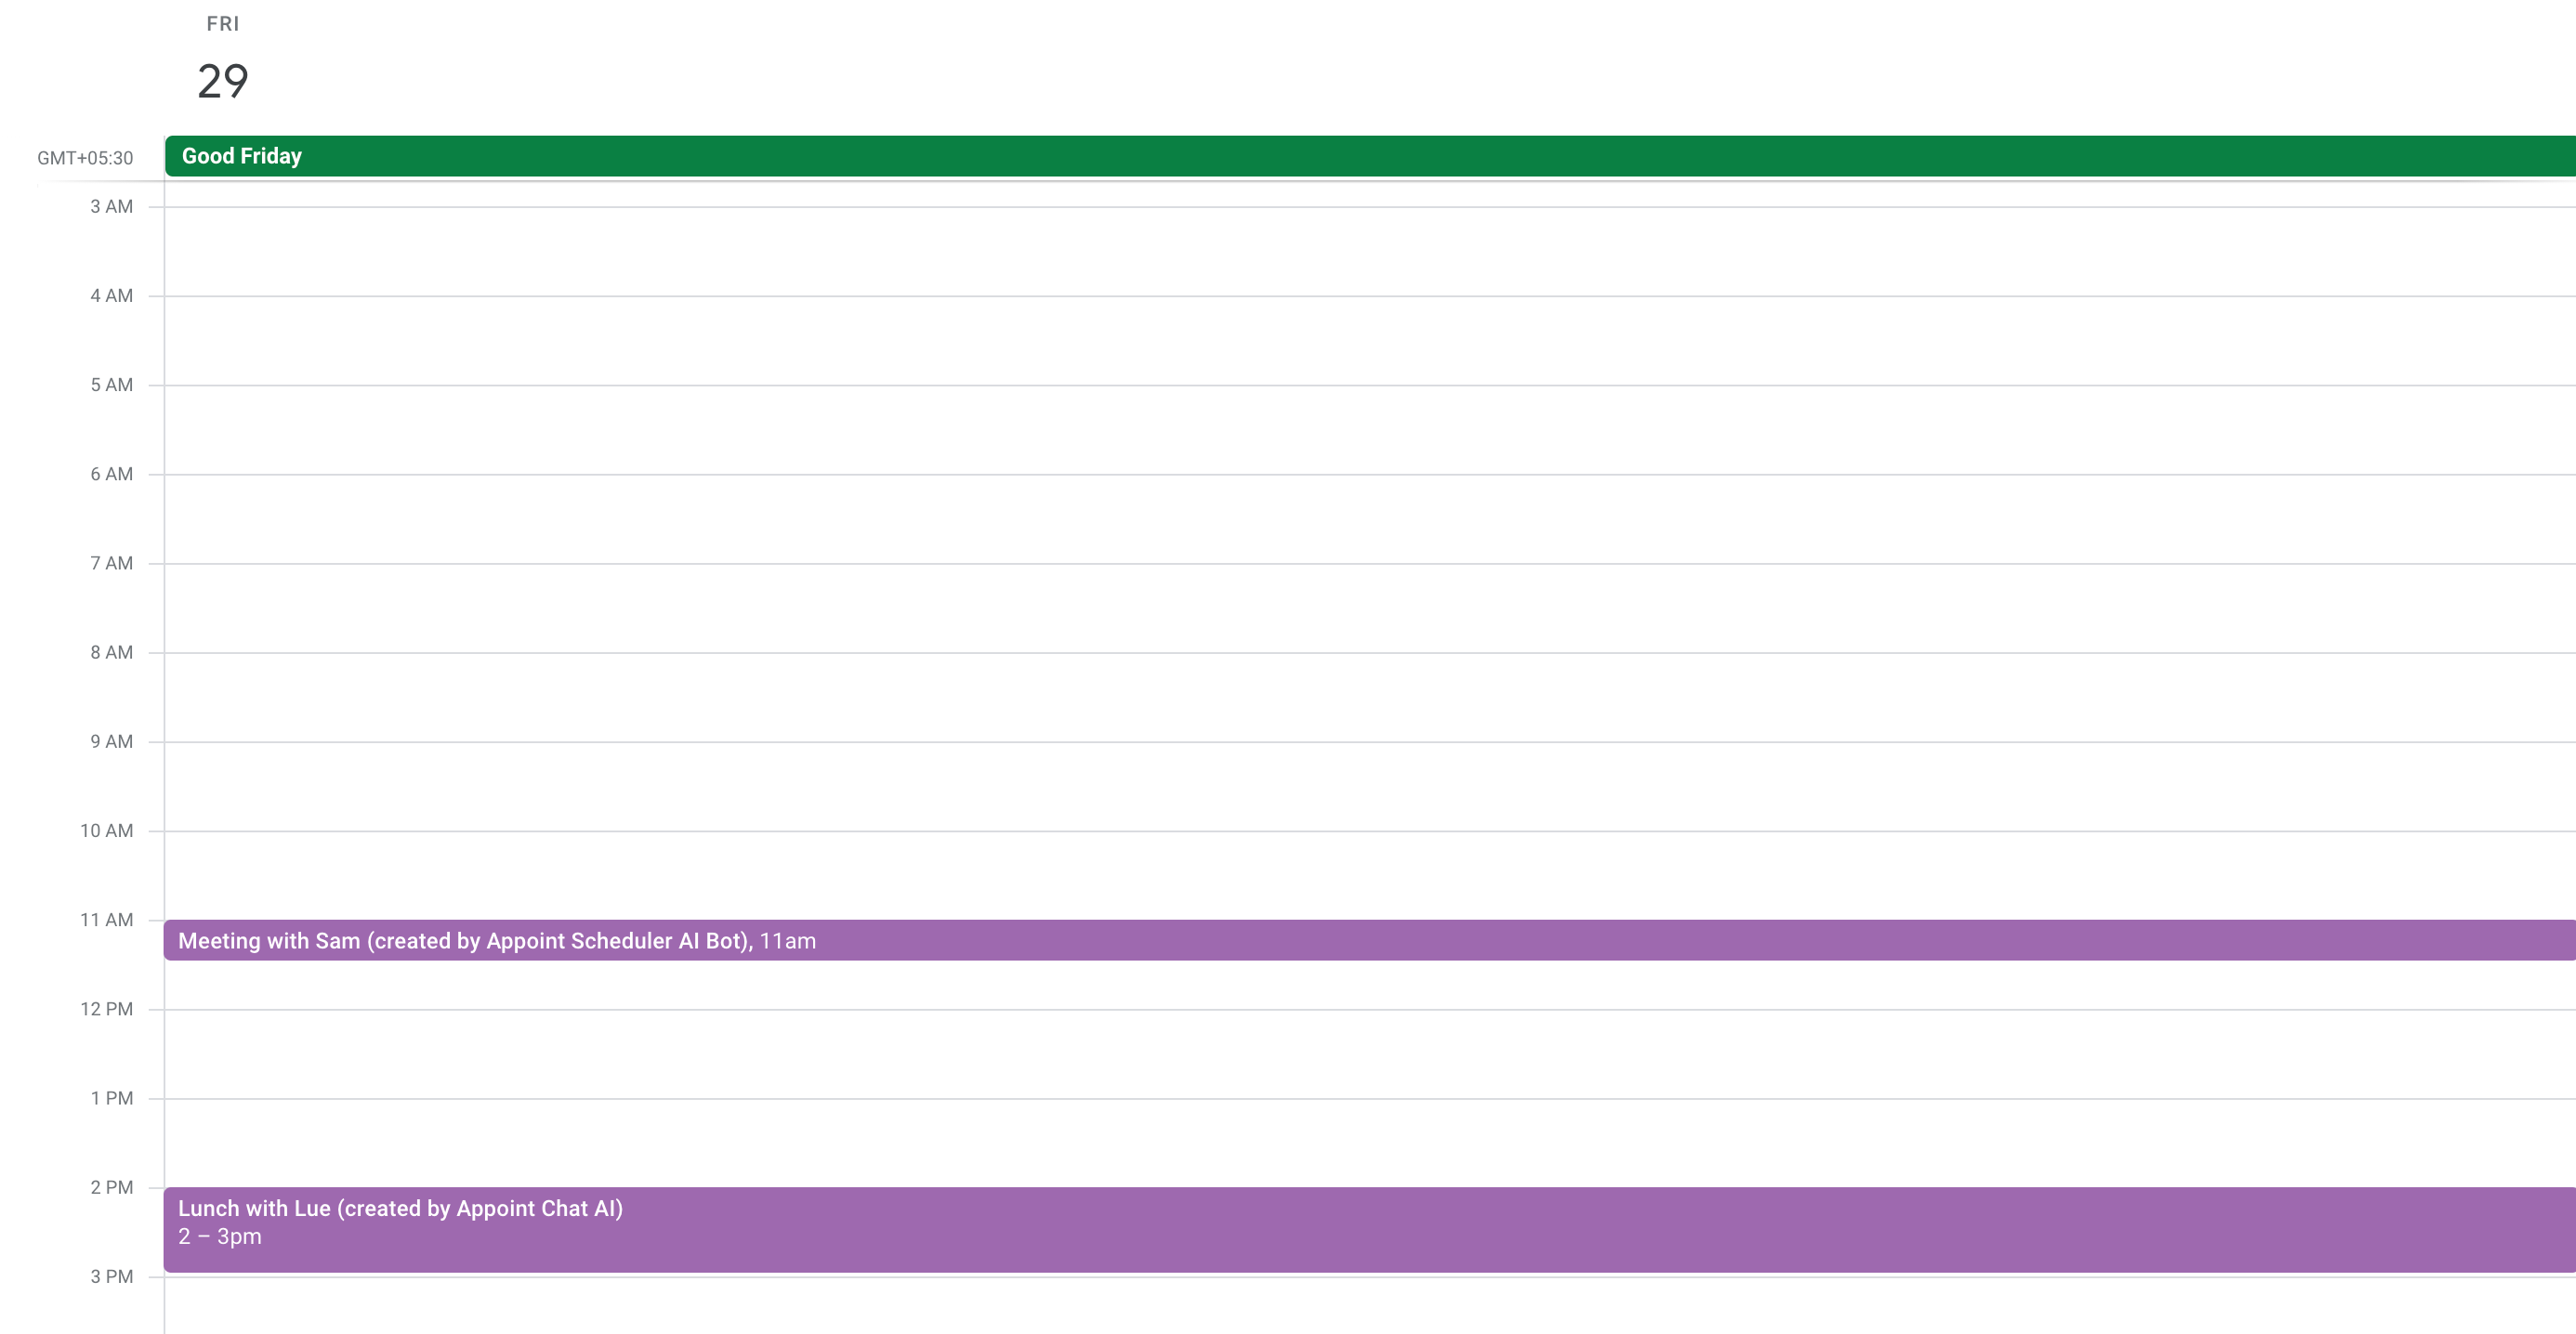 FRI
29
GMT+05:30
Good Friday
3 AM
4 AM
5 AM
6 AM
7 AM
8 AM
9 AM
10 AM
11 AM
Meeting with Sam (created by Appoint Scheduler AI Bot), 11am
12 PM
1 PM
2 PM
Lunch with Lue (created by Appoint Chat AI)
2 – 3pm
3 PM